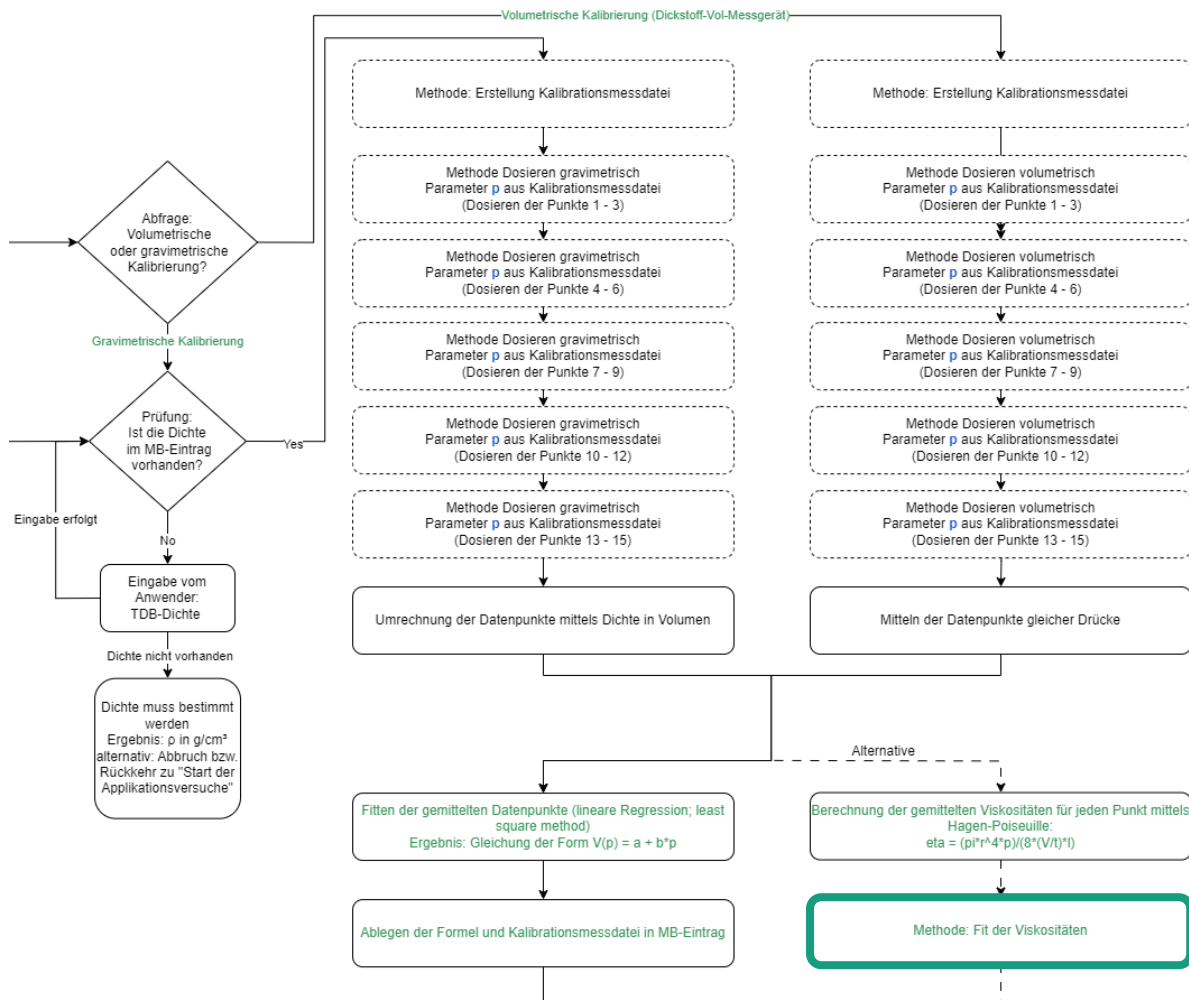 Volumetrische Kalibrierung (Dickstoff-Vol-Messgerät)
Methode: Erstellung Kalibrationsmessdatei
Methode: Erstellung Kalibrationsmessdatei
Abfrage:
Volumetrische
oder gravimetrische
Kalibrierung?
Gravimetrische Kalibrierung
Prüfung:
Ist die Dichte
im MB-Eintrag
vorhanden?
Yes
Eingabe erfolgt
No
Eingabe vom
Anwender:
TDB-Dichte
Dichte nicht vorhanden
Dichte muss bestimmt
werden
Ergebnis: ρ in g/cm³
alternativ: Abbruch bzw.
Rückkehr zu "Start der
Applikationsversuche"
Methode Dosieren gravimetrisch
Parameter p aus Kalibrationsmessdatei
(Dosieren der Punkte 1 - 3)
Methode Dosieren gravimetrisch
Parameter p aus Kalibrationsmessdatei
(Dosieren der Punkte 4 - 6)
Methode Dosieren gravimetrisch
Parameter p aus Kalibrationsmessdatei
(Dosieren der Punkte 7 - 9)
Methode Dosieren gravimetrisch
Parameter p aus Kalibrationsmessdatei
(Dosieren der Punkte 10 - 12)
Methode Dosieren gravimetrisch
Parameter p aus Kalibrationsmessdatei
(Dosieren der Punkte 13 - 15)
Umrechnung der Datenpunkte mittels Dichte in Volumen
Methode Dosieren volumetrisch
Parameter p aus Kalibrationsmessdatei
(Dosieren der Punkte 1 - 3)
Methode Dosieren volumetrisch
Parameter p aus Kalibrationsmessdatei
(Dosieren der Punkte 4 - 6)
Methode Dosieren volumetrisch
Parameter p aus Kalibrationsmessdatei
(Dosieren der Punkte 7 - 9)
Methode Dosieren volumetrisch
Parameter p aus Kalibrationsmessdatei
(Dosieren der Punkte 10 - 12)
Methode Dosieren volumetrisch
Parameter p aus Kalibrationsmessdatei
(Dosieren der Punkte 13 - 15)
Mitteln der Datenpunkte gleicher Drücke
Alternative
Fitten der gemittelten Datenpunkte (lineare Regression; least
square method)
Ergebnis: Gleichung der Form V(p) = a + b*p
Ablegen der Formel und Kalibrationsmessdatei in MB-Eintrag
Berechnung der gemittelten Viskositäten für jeden Punkt mittels
Hagen-Poiseuille:
eta = (pi*r^4*p)/(8*(V/t)*l)
Methode: Fit der Viskositäten